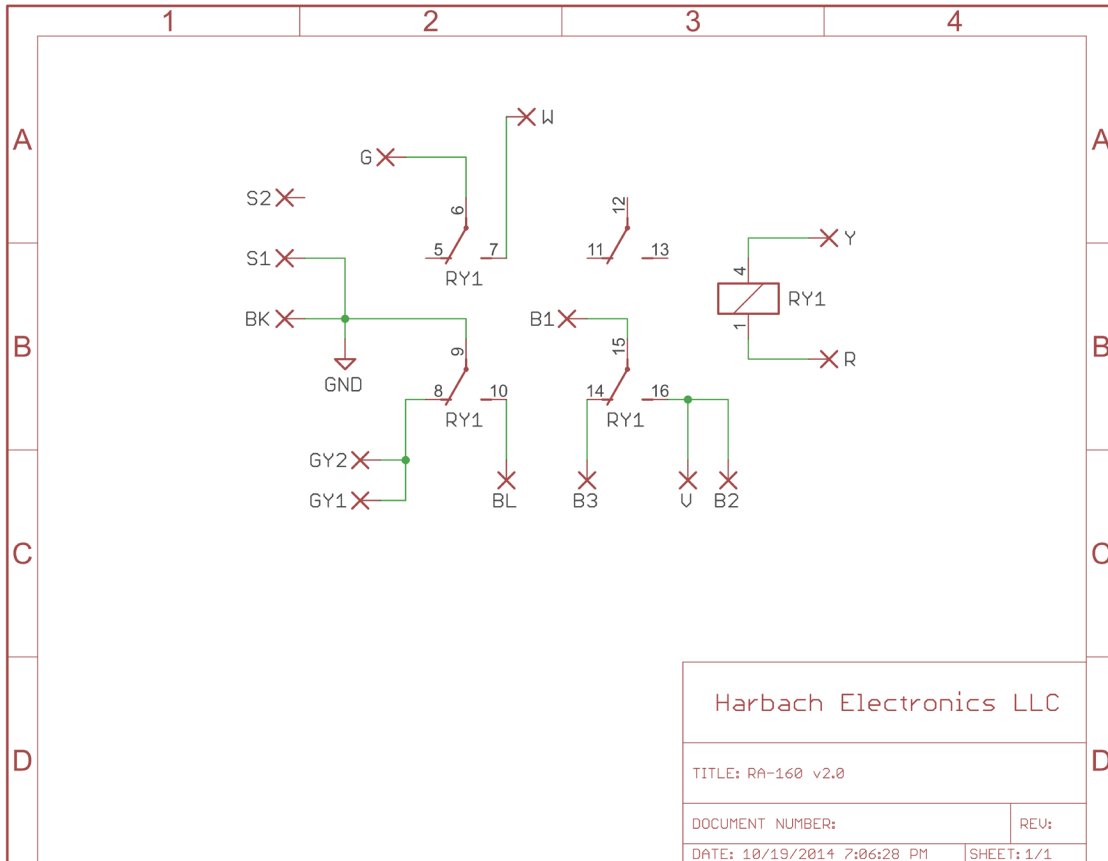 1 2 3 4
A A
W
G
S2
6
12
5 7
11 13
RY1
S1
Y
4
RY1
1
R
BK
B1
B B
9
15
GND
8 10
14 16
RY1
RY1
GY2
GY1
BL B3 V B2
C C
Harbach Electronics LLC
D D
TITLE: RA-160 v2.0
DOCUMENT NUMBER: REV:
DATE: 10/19/2014 7:06:28 PM SHEET: 1/1